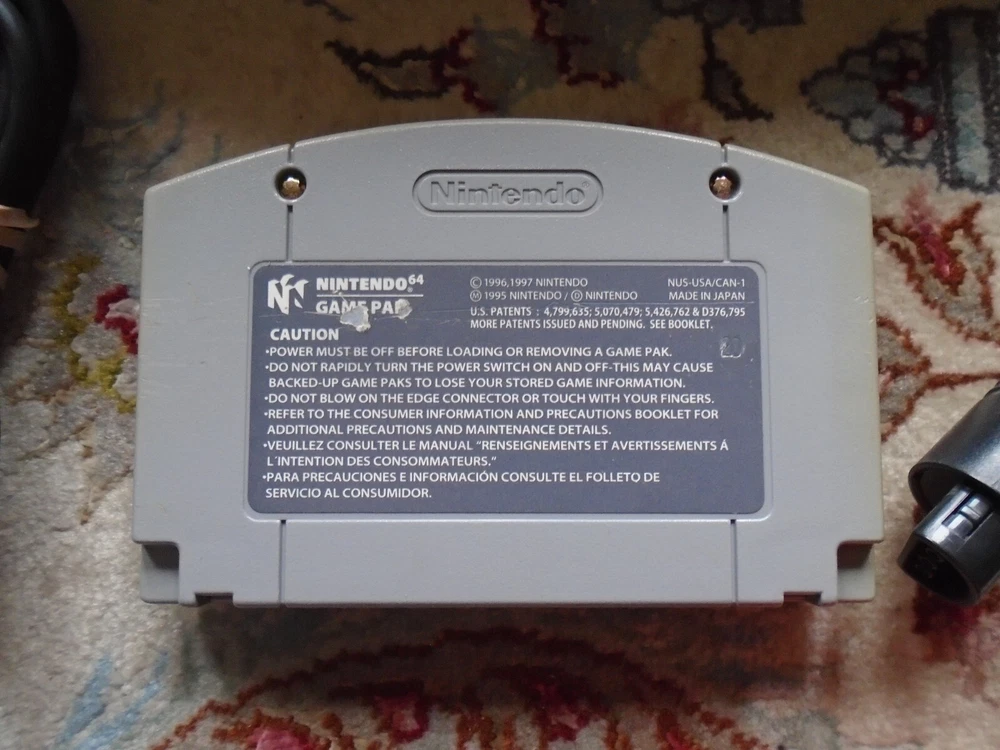 Nintendo
NINTENDO 64
GAME PAK
© 1996,1997 NINTENDO
NUS-USA/CAN-1
Ⓜ 1995 NINTENDO / Ⓓ NINTENDO
MADE IN JAPAN
U.S. PATENTS : 4,799,635; 5,070,479; 5,426,762 & D376,795
MORE PATENTS ISSUED AND PENDING. SEE BOOKLET.
CAUTION
•POWER MUST BE OFF BEFORE LOADING OR REMOVING A GAME PAK.
•DO NOT RAPIDLY TURN THE POWER SWITCH ON AND OFF-THIS MAY CAUSE
BACKED-UP GAME PAKS TO LOSE YOUR STORED GAME INFORMATION.
•DO NOT BLOW ON THE EDGE CONNECTOR OR TOUCH WITH YOUR FINGERS.
•REFER TO THE CONSUMER INFORMATION AND PRECAUTIONS BOOKLET FOR
ADDITIONAL PRECAUTIONS AND MAINTENANCE DETAILS.
•VEUILLEZ CONSULTER LE MANUAL "RENSEIGNEMENTS ET AVERTISSEMENTS Á
L'INTENTION DES CONSOMMATEURS."
•PARA PRECAUCIONES E INFORMACIÓN CONSULTE EL FOLLETO DE
SERVICIO AL CONSUMIDOR.